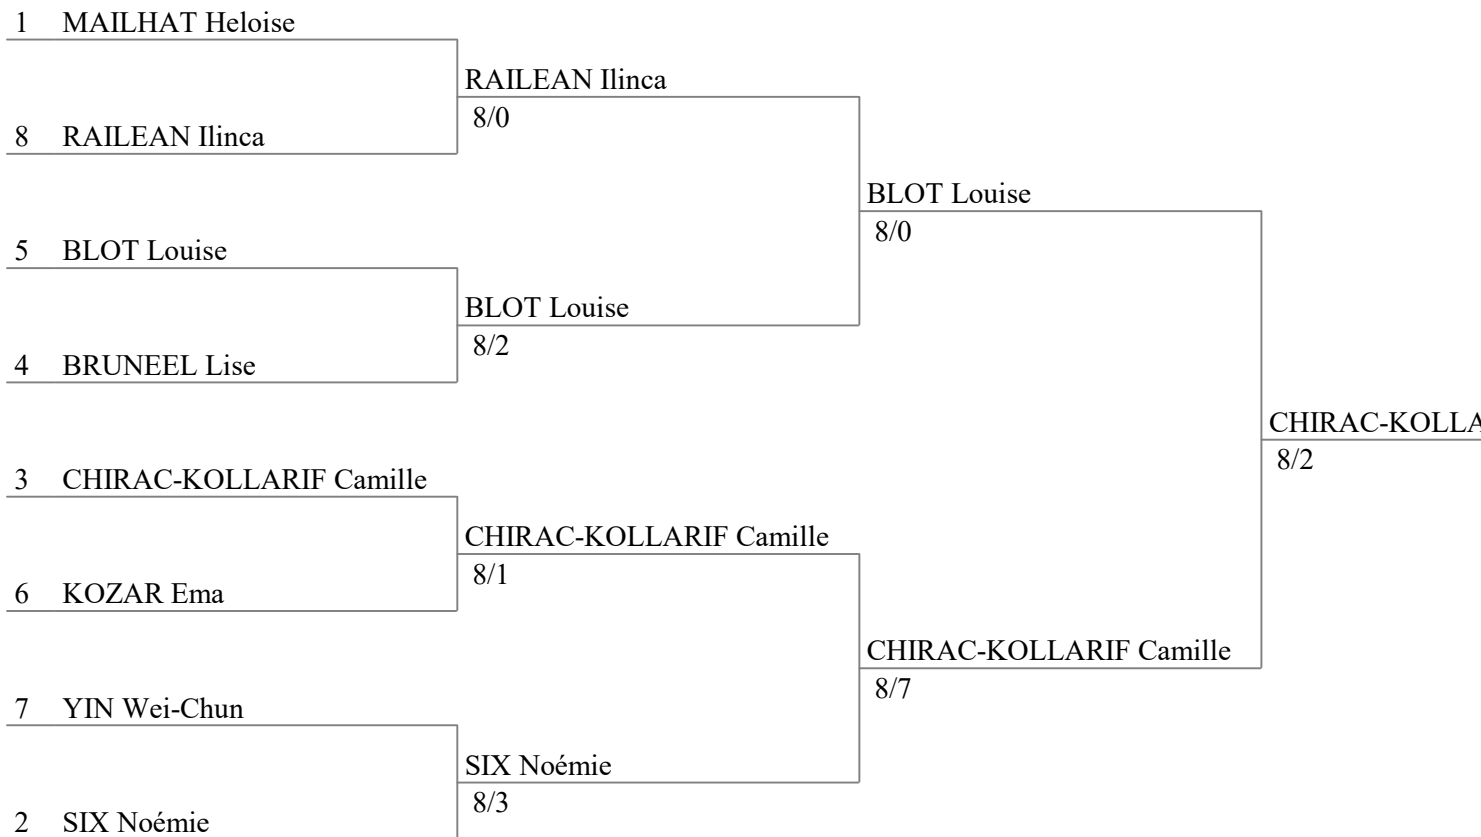 1 MAILHAT Heloise
RAILEAN Ilinca
8/0
8 RAILEAN Ilinca
BLOT Louise
8/0
5 BLOT Louise
BLOT Louise
8/2
4 BRUNEEL Lise
CHIRAC-KOLLA
8/2
3 CHIRAC-KOLLARIF Camille
CHIRAC-KOLLARIF Camille
8/1
6 KOZAR Ema
CHIRAC-KOLLARIF Camille
8/7
7 YIN Wei-Chun
SIX Noémie
8/3
2 SIX Noémie